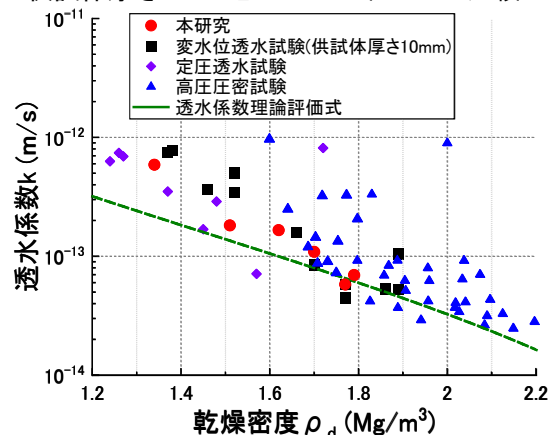 本研究
変水位透水試験(供試体厚さ10mm)
定圧透水試験
高圧圧密試験
透水係数理論評価式
透水係数k (m/s)
10⁻¹¹
10⁻¹²
10⁻¹³
10⁻¹⁴
1.2 1.4 1.6 1.8 2 2.2
乾燥密度ρd (Mg/m³)